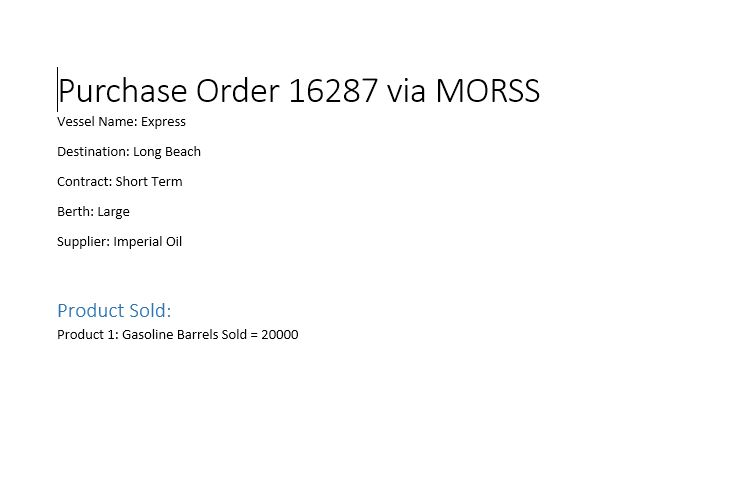 Purchase Order 16287 via MORSS
Vessel Name: Express
Destination: Long Beach
Contract: Short Term
Berth: Large
Supplier: Imperial Oil
Product Sold:
Product 1: Gasoline Barrels Sold = 20000